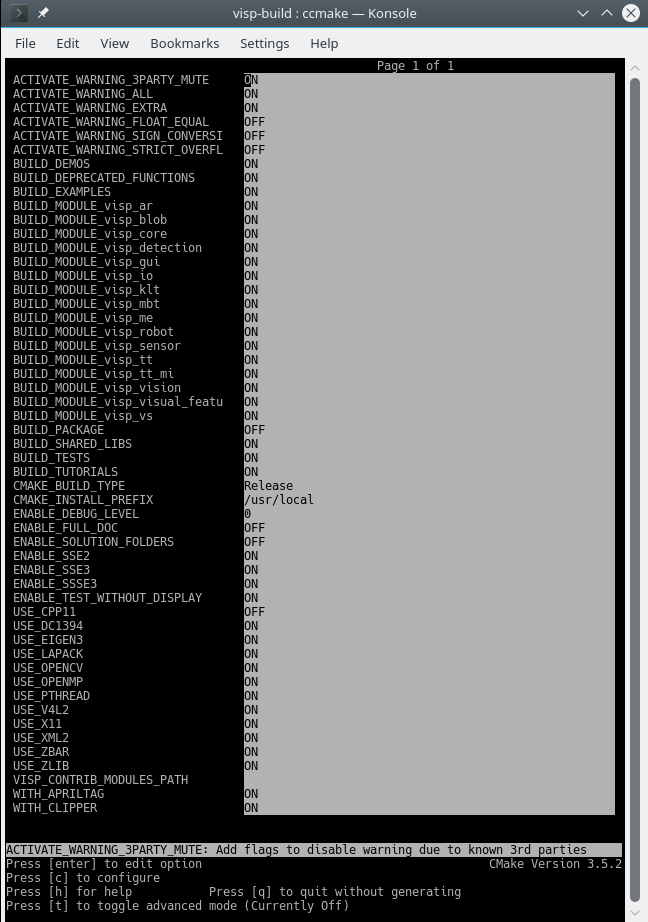 visp-build : ccmake — Konsole
File Edit View Bookmarks Settings Help
Page 1 of 1
ACTIVATE_WARNING_3PARTY_MUTE ON
ACTIVATE_WARNING_ALL ON
ACTIVATE_WARNING_EXTRA ON
ACTIVATE_WARNING_FLOAT_EQUAL OFF
ACTIVATE_WARNING_SIGN_CONVERSI OFF
ACTIVATE_WARNING_STRICT_OVERFL OFF
BUILD_DEMOS ON
BUILD_DEPRECATED_FUNCTIONS ON
BUILD_EXAMPLES ON
BUILD_MODULE_visp_ar ON
BUILD_MODULE_visp_blob ON
BUILD_MODULE_visp_core ON
BUILD_MODULE_visp_detection ON
BUILD_MODULE_visp_gui ON
BUILD_MODULE_visp_io ON
BUILD_MODULE_visp_klt ON
BUILD_MODULE_visp_mbt ON
BUILD_MODULE_visp_me ON
BUILD_MODULE_visp_robot ON
BUILD_MODULE_visp_sensor ON
BUILD_MODULE_visp_tt ON
BUILD_MODULE_visp_tt_mi ON
BUILD_MODULE_visp_vision ON
BUILD_MODULE_visp_visual_featu ON
BUILD_MODULE_visp_vs ON
BUILD_PACKAGE OFF
BUILD_SHARED_LIBS ON
BUILD_TESTS ON
BUILD_TUTORIALS ON
CMAKE_BUILD_TYPE Release
CMAKE_INSTALL_PREFIX /usr/local
ENABLE_DEBUG_LEVEL 0
ENABLE_FULL_DOC OFF
ENABLE_SOLUTION_FOLDERS OFF
ENABLE_SSE2 ON
ENABLE_SSE3 ON
ENABLE_SSSE3 ON
ENABLE_TEST_WITHOUT_DISPLAY ON
USE_CPP11 OFF
USE_DC1394 ON
USE_EIGEN3 ON
USE_LAPACK ON
USE_OPENCV ON
USE_OPENMP ON
USE_PTHREAD ON
USE_V4L2 ON
USE_X11 ON
USE_XML2 ON
USE_ZBAR ON
USE_ZLIB ON
VISP_CONTRIB_MODULES_PATH
WITH_APRILTAG ON
WITH_CLIPPER ON
ACTIVATE_WARNING_3PARTY_MUTE: Add flags to disable warning due to known 3rd parties
Press [enter] to edit option CMake Version 3.5.2
Press [c] to configure
Press [h] for help Press [q] to quit without generating
Press [t] to toggle advanced mode (Currently Off)